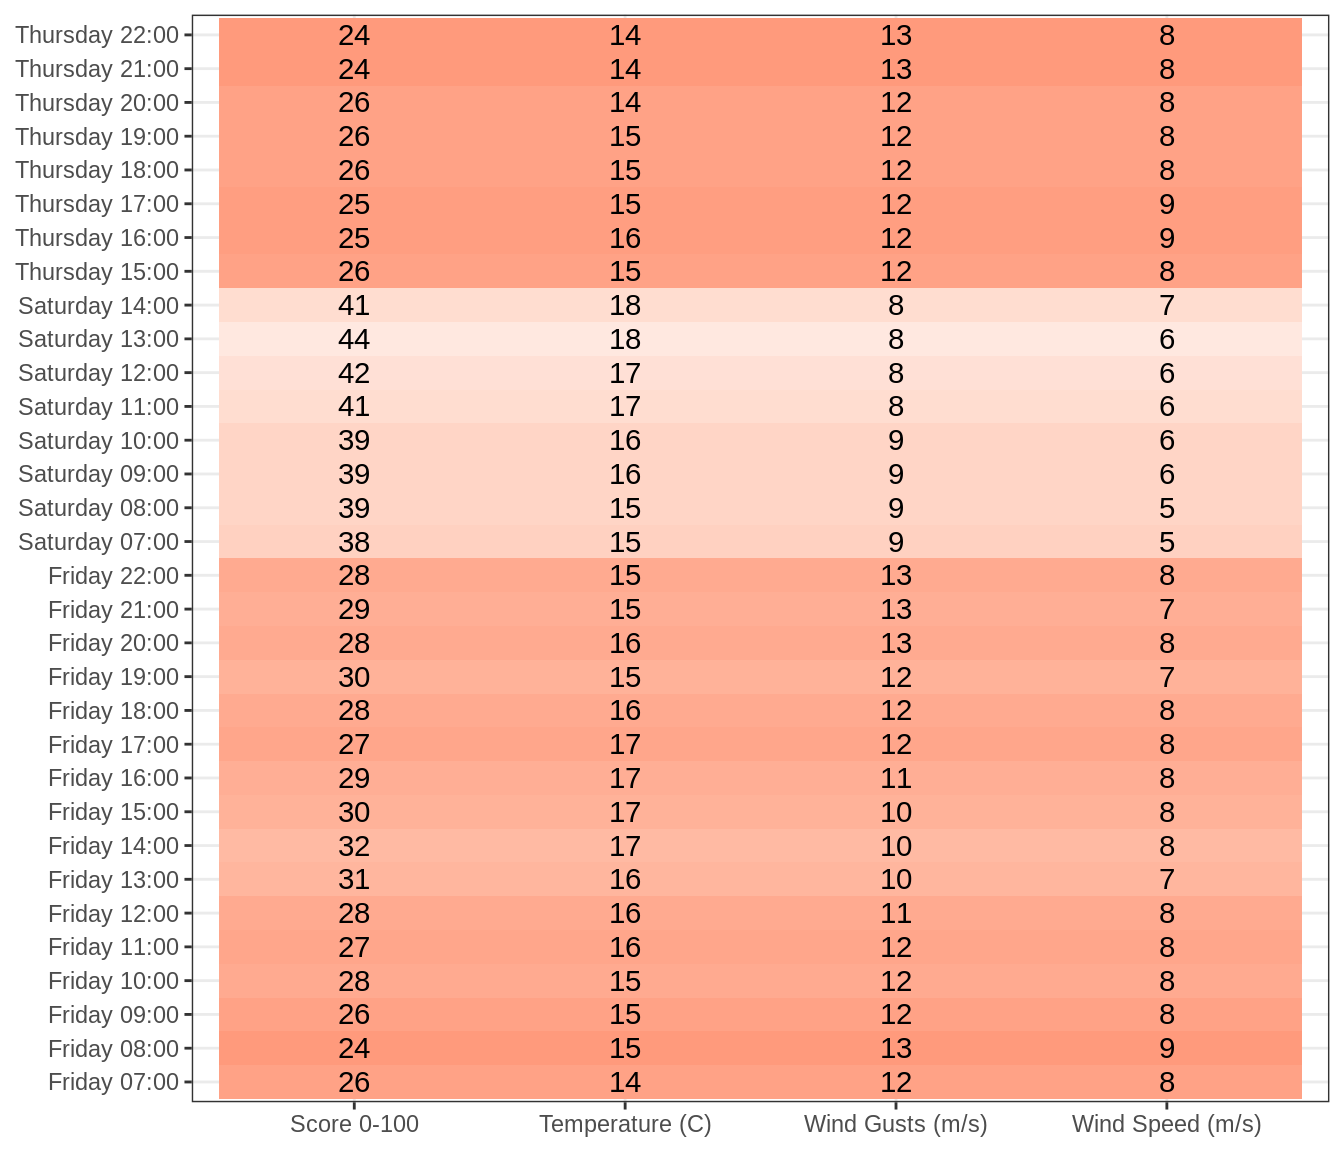 Thursday 22:00 24 14 13 8
Thursday 21:00 24 14 13 8
Thursday 20:00 26 14 12 8
Thursday 19:00 26 15 12 8
Thursday 18:00 26 15 12 8
Thursday 17:00 25 15 12 9
Thursday 16:00 25 16 12 9
Thursday 15:00 26 15 12 8
Saturday 14:00 41 18 8 7
Saturday 13:00 44 18 8 6
Saturday 12:00 42 17 8 6
Saturday 11:00 41 17 8 6
Saturday 10:00 39 16 9 6
Saturday 09:00 39 16 9 6
Saturday 08:00 39 15 9 5
Saturday 07:00 38 15 9 5
Friday 22:00 28 15 13 8
Friday 21:00 29 15 13 7
Friday 20:00 28 16 13 8
Friday 19:00 30 15 12 7
Friday 18:00 28 16 12 8
Friday 17:00 27 17 12 8
Friday 16:00 29 17 11 8
Friday 15:00 30 17 10 8
Friday 14:00 32 17 10 8
Friday 13:00 31 16 10 7
Friday 12:00 28 16 11 8
Friday 11:00 27 16 12 8
Friday 10:00 28 15 12 8
Friday 09:00 26 15 12 8
Friday 08:00 24 15 13 9
Friday 07:00 26 14 12 8
Score 0-100 Temperature (C) Wind Gusts (m/s) Wind Speed (m/s)